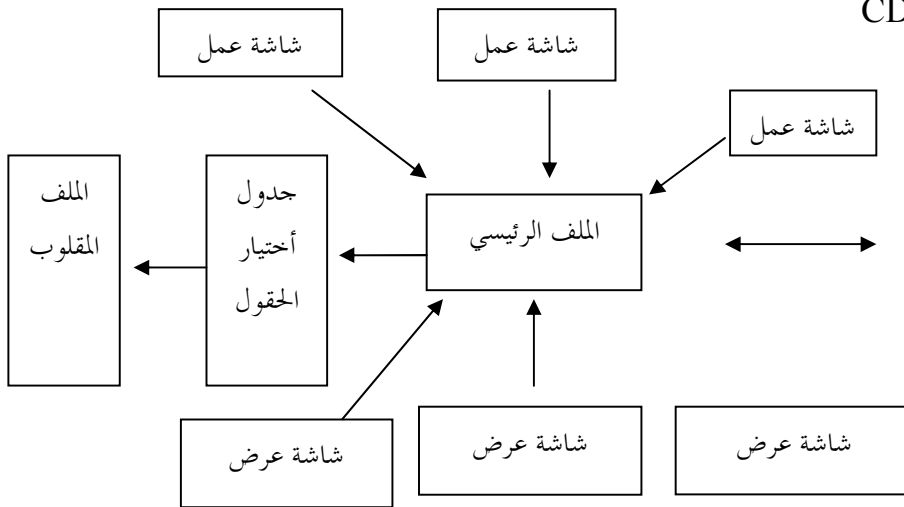 CD
شاشة عمل
شاشة عمل
شاشة عمل
الملف الرئيسي
جدول
أختيار
الحقول
الملف
المقلوب
شاشة عرض
شاشة عرض
شاشة عرض